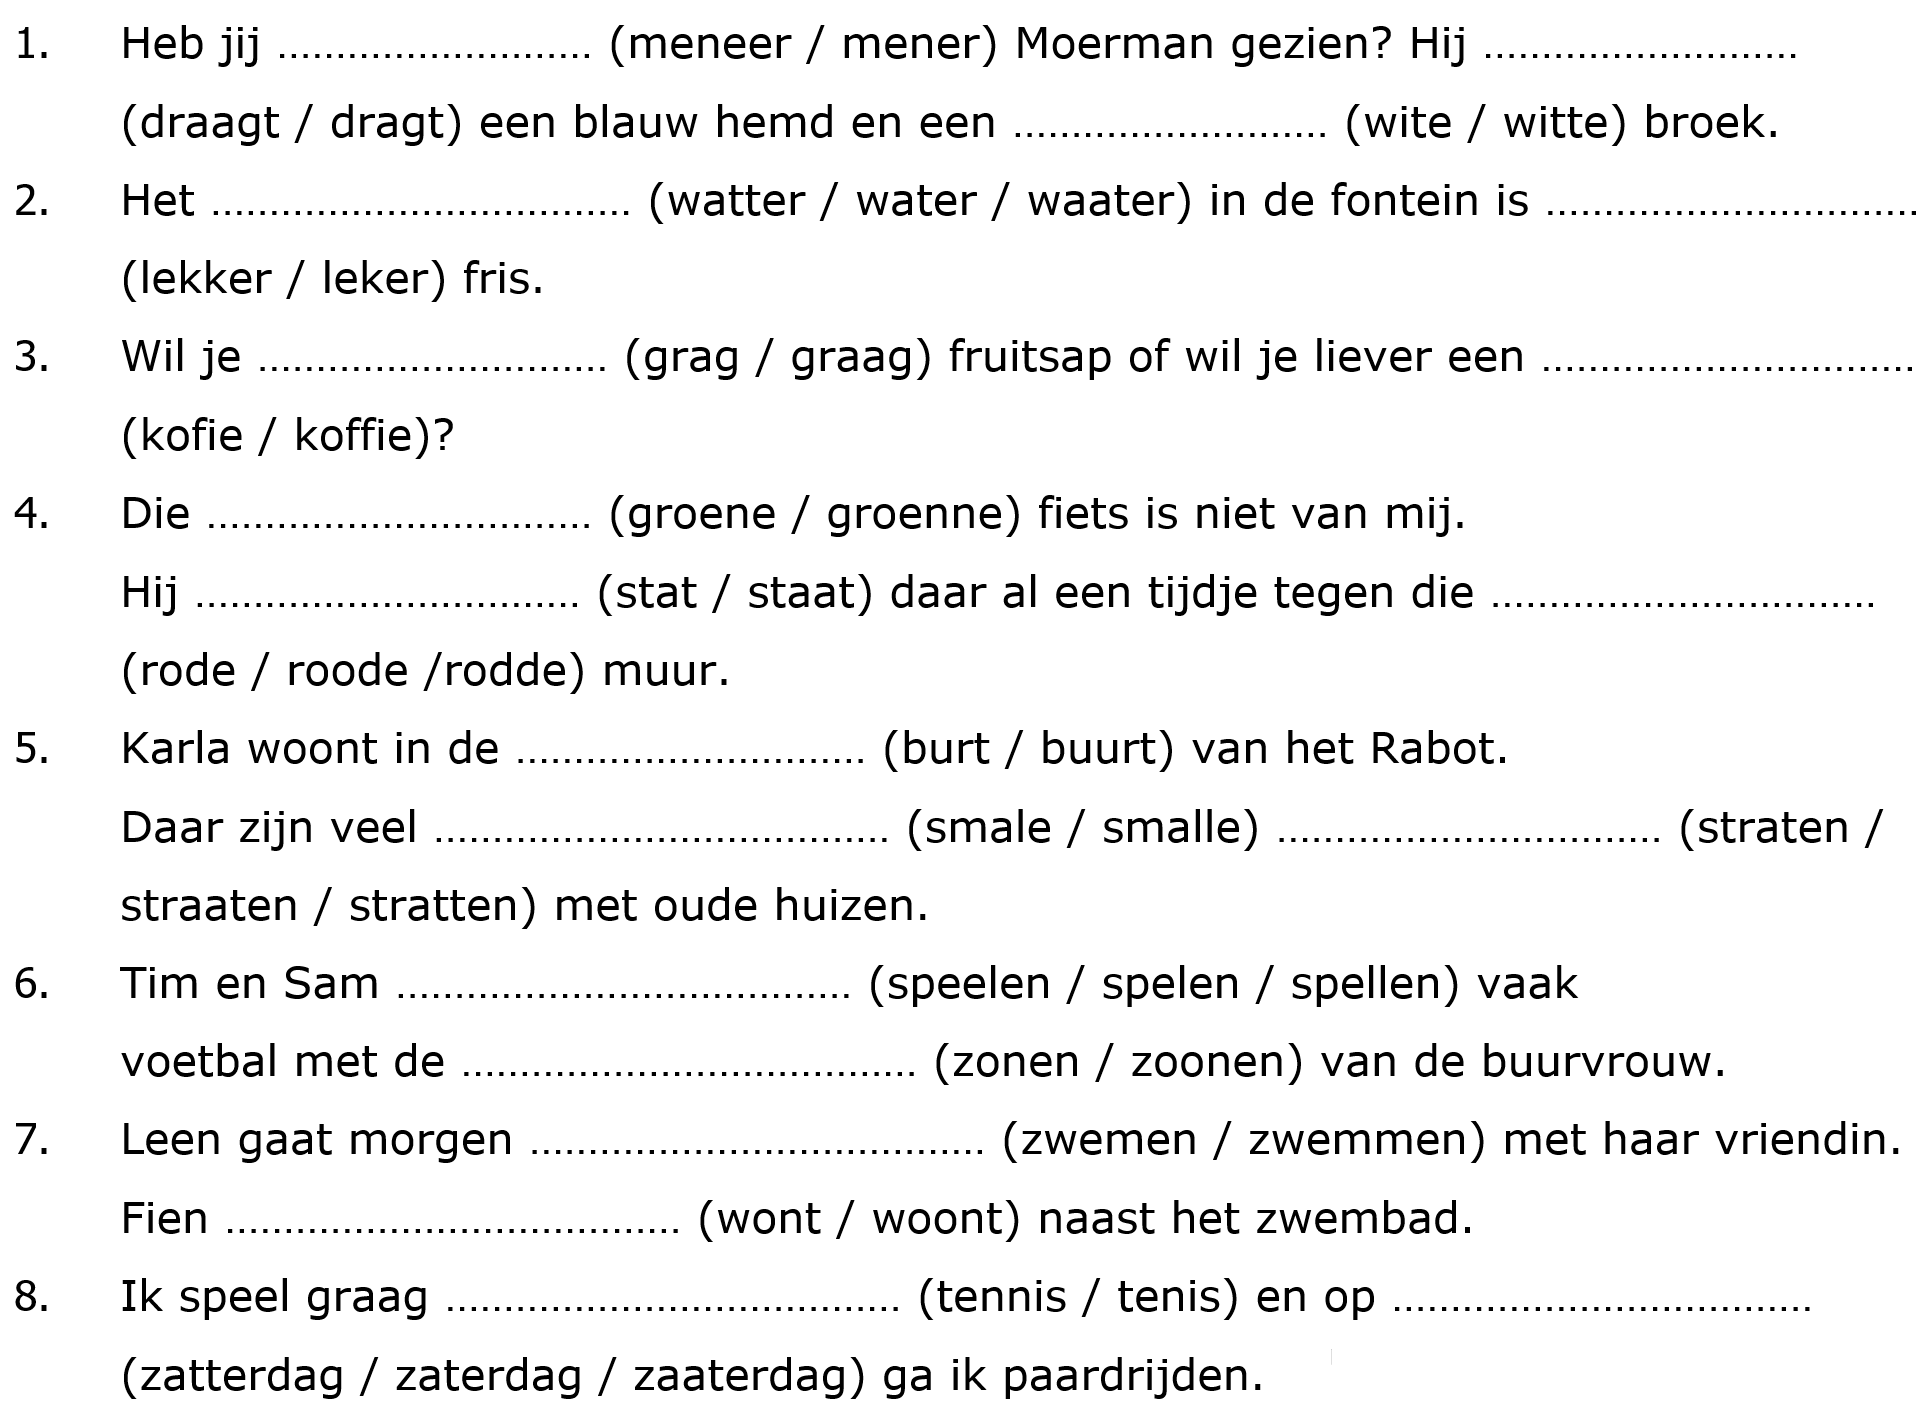 1. Heb jij ........................... (meneer / mener) Moerman gezien? Hij ...........................
(draagt / dragt) een blauw hemd en een ........................... (wite / witte) broek.
2. Het .................................... (watter / water / waater) in de fontein is ................................
(lekker / leker) fris.
3. Wil je .............................. (grag / graag) fruitsap of wil je liever een ................................
(kofie / koffie)?
4. Die ................................. (groene / groenne) fiets is niet van mij.
Hij ................................. (stat / staat) daar al een tijdje tegen die .................................
(rode / roode /rodde) muur.
5. Karla woont in de .............................. (burt / buurt) van het Rabot.
Daar zijn veel ....................................... (smale / smalle) ................................. (straten /
straaten / stratten) met oude huizen.
6. Tim en Sam ....................................... (speelen / spelen / spellen) vaak
voetbal met de ....................................... (zonen / zoonen) van de buurvrouw.
7. Leen gaat morgen ....................................... (zwemen / zwemmen) met haar vriendin.
Fien ....................................... (wont / woont) naast het zwembad.
8. Ik speel graag ....................................... (tennis / tenis) en op ....................................
(zatterdag / zaterdag / zaaterdag) ga ik paardrijden.